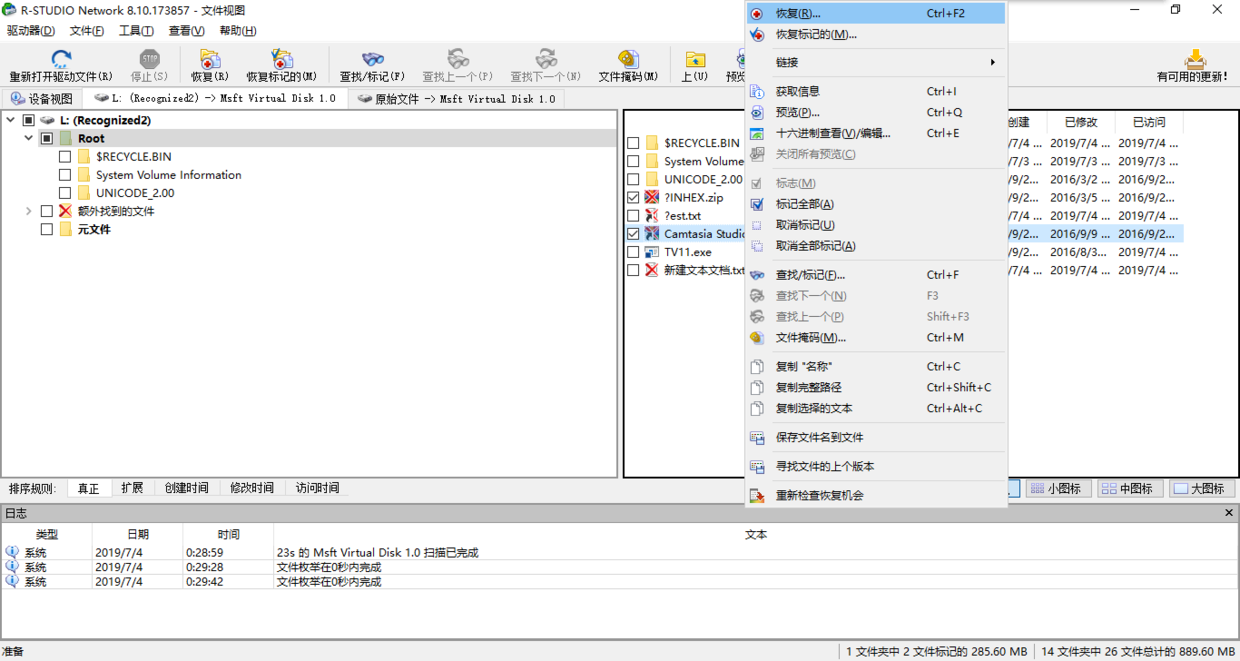 R-STUDIO Network 8.10.173857 - 文件视图
驱动器(D) 文件(F) 工具(T) 查看(V) 帮助(H)
重新打开驱动文件(R) 停止(S) 恢复(R) 恢复标记的(M) 查找/标记(F) 查找上一个(P) 查找下一个(N) 文件掩码(M) 上(U) 预览 有可用的更新!
设备视图 L: (Recognized2) -> Msft Virtual Disk 1.0 原始文件 -> Msft Virtual Disk 1.0
L: (Recognized2)
Root
$RECYCLE.BIN
System Volume Information
UNICODE_2.00
额外找到的文件
元文件
创建 已修改 已访问
$RECYCLE.BIN /7/4 ... 2019/7/4 ... 2019/7/4 ...
System Volume /7/3 ... 2019/7/3 ... 2019/7/3 ...
UNICODE_2.00 /9/2... 2016/3/2 ... 2016/9/2...
?INHEX.zip /9/2... 2016/3/5 ... 2016/9/2...
?est.txt /7/4 ... 2019/7/4 ... 2019/7/4 ...
Camtasia Studio /9/2... 2016/9/9 ... 2016/9/2...
TV11.exe /9/2... 2016/8/3... 2016/9/2...
新建文本文档.txt /7/4 ... 2019/7/4 ... 2019/7/4 ...
恢复(R)... Ctrl+F2
恢复标记的(M)...
链接
获取信息 Ctrl+I
预览(P)... Ctrl+Q
十六进制查看(V)/编辑... Ctrl+E
关闭所有预览(C)
标志(M)
标记全部(A)
取消标记(U)
取消全部标记(A)
查找/标记(F)... Ctrl+F
查找下一个(N) F3
查找上一个(P) Shift+F3
文件掩码(M)... Ctrl+M
复制 "名称" Ctrl+C
复制完整路径 Ctrl+Shift+C
复制选择的文本 Ctrl+Alt+C
保存文件名到文件
寻找文件的上个版本
重新检查恢复机会
排序规则: 真正 扩展 创建时间 修改时间 访问时间 小图标 中图标 大图标
日志
类型 日期 时间 文本
系统 2019/7/4 0:28:59 23s 的 Msft Virtual Disk 1.0 扫描已完成
系统 2019/7/4 0:29:28 文件枚举在0秒内完成
系统 2019/7/4 0:29:42 文件枚举在0秒内完成
准备 1 文件夹中 2 文件标记的 285.60 MB 14 文件夹中 26 文件总计的 889.60 MB